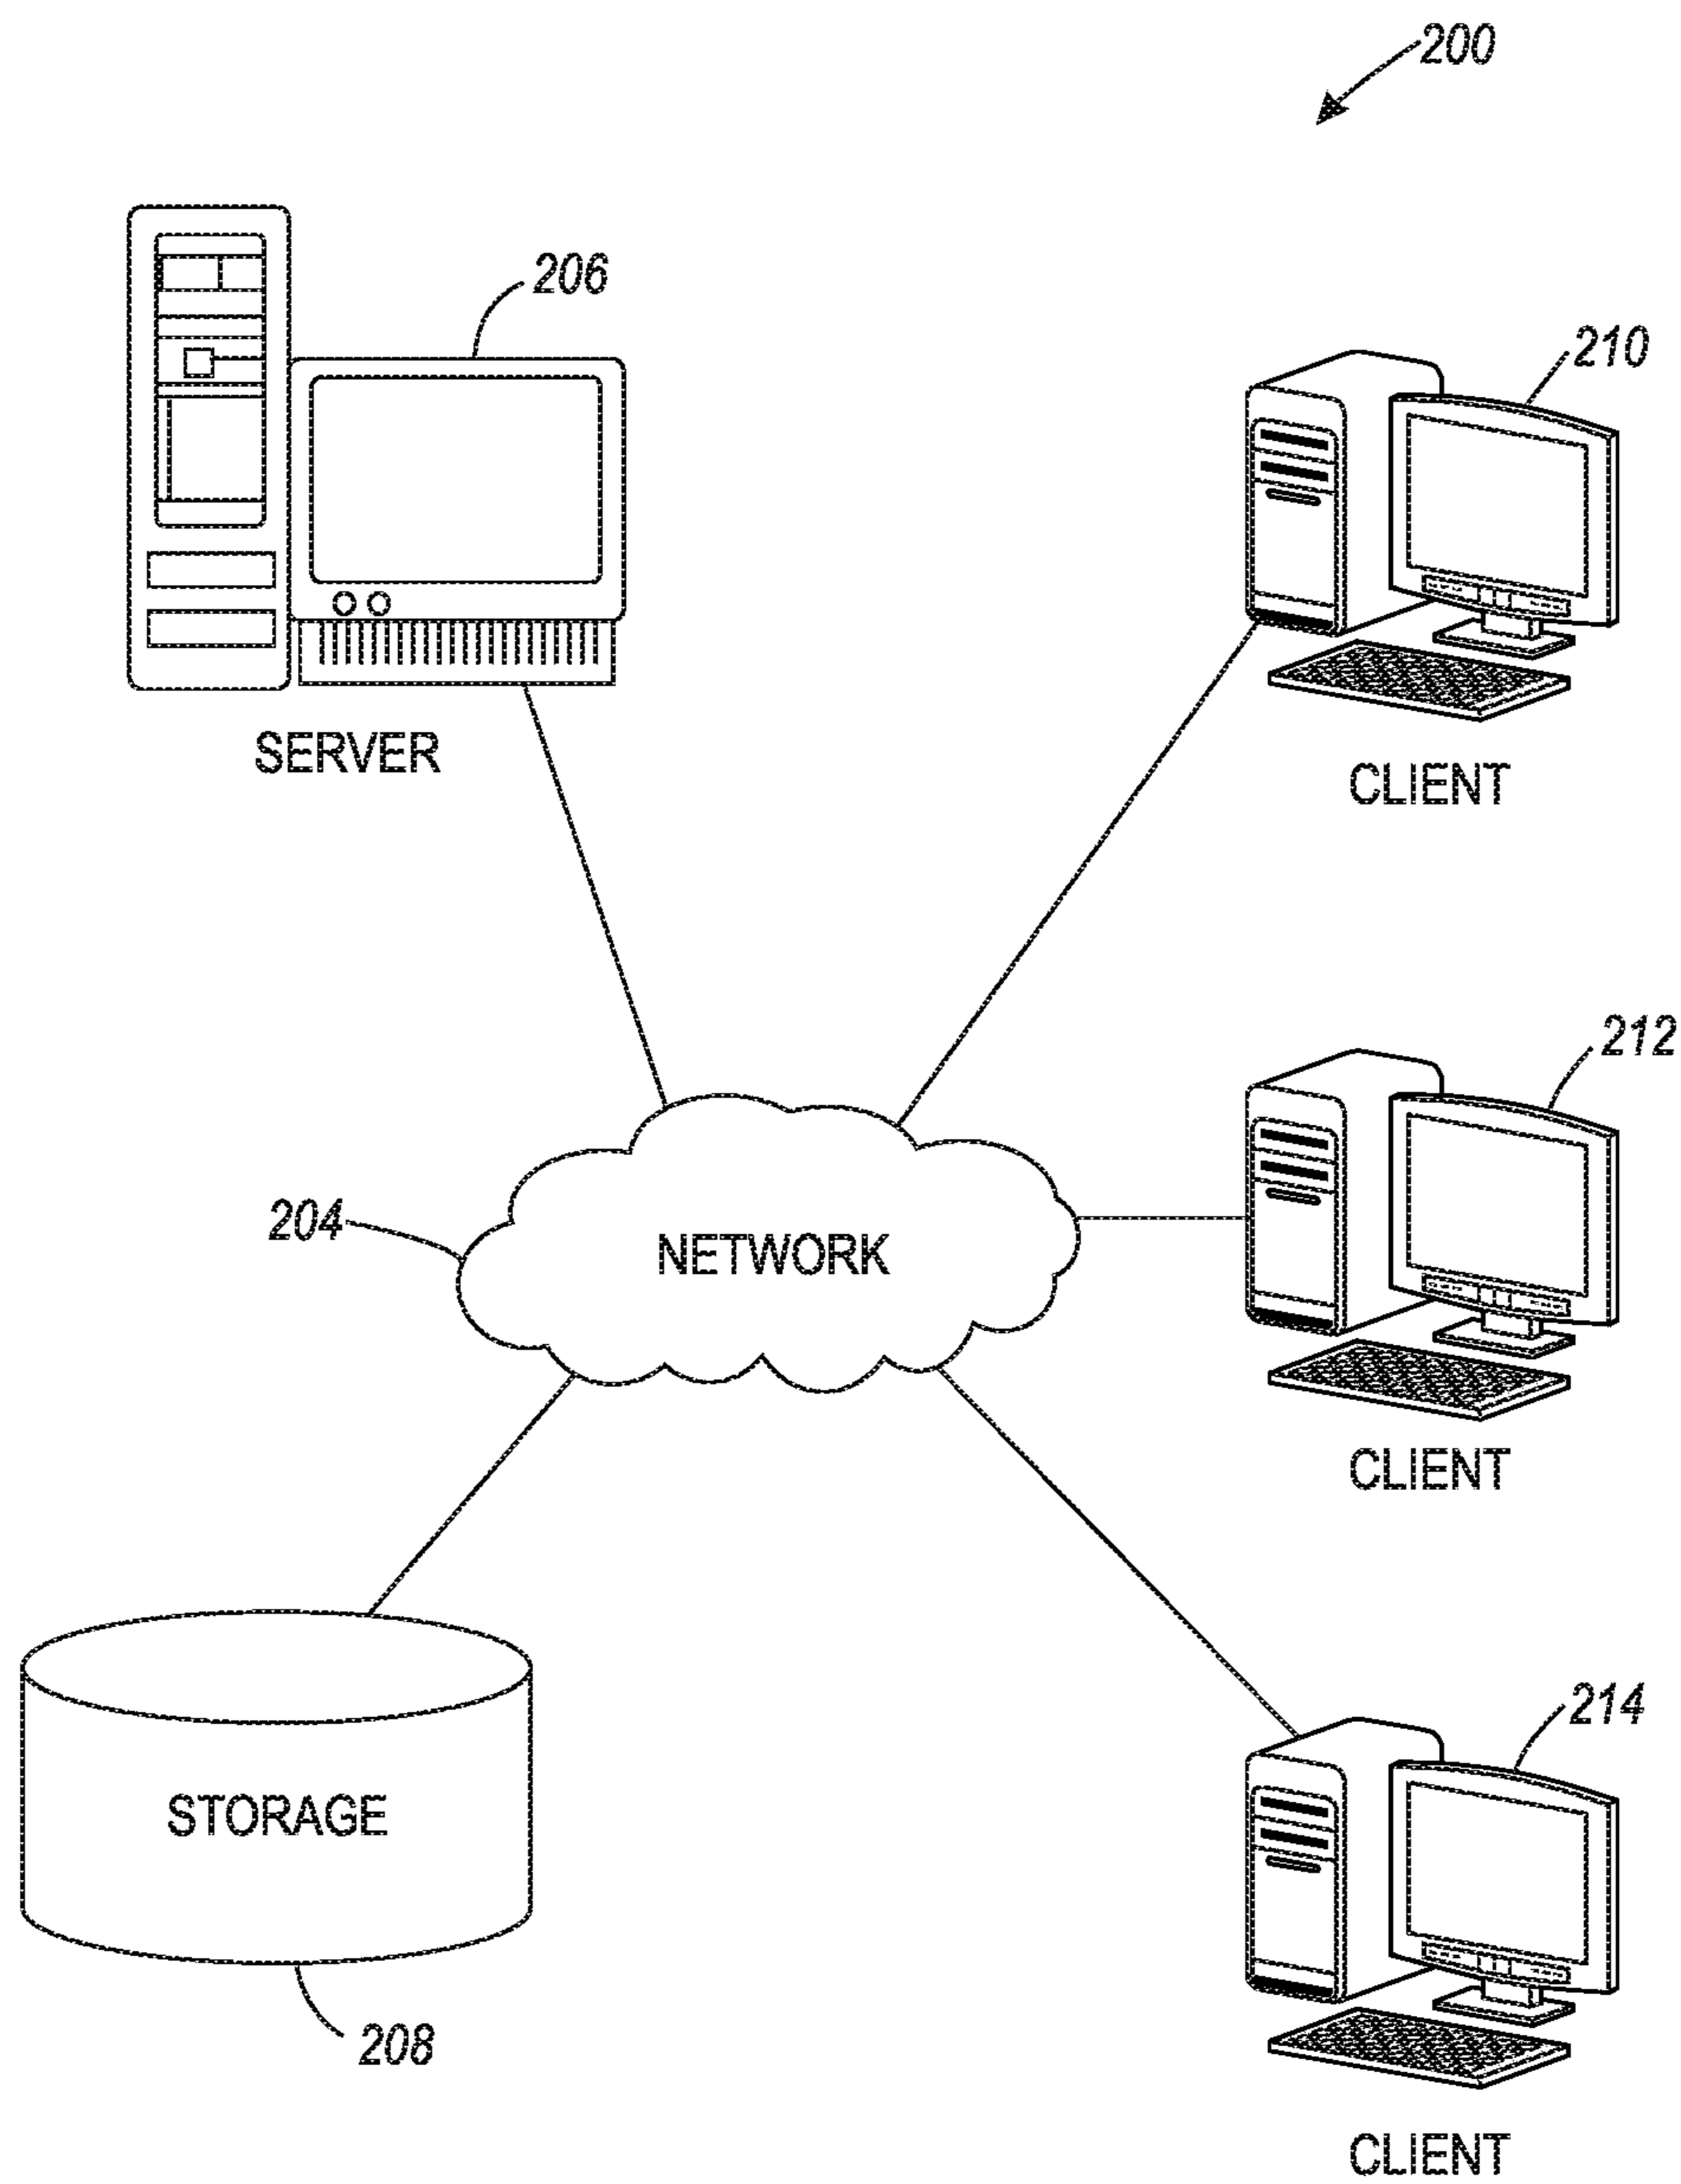 200
206
210
SERVER
CLIENT
212
204
NETWORK
CLIENT
214
STORAGE
208
CLIENT